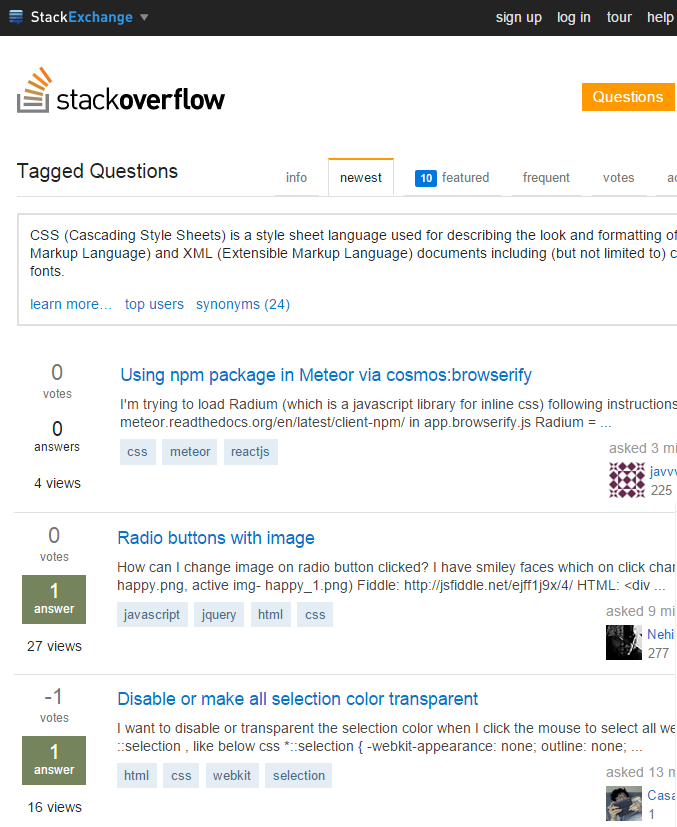 StackExchange
sign up log in tour help
stackoverflow
Questions
Tagged Questions
info newest 10 featured frequent votes
CSS (Cascading Style Sheets) is a style sheet language used for describing the look and formatting of
Markup Language) and XML (Extensible Markup Language) documents including (but not limited to)
fonts.
learn more… top users synonyms (24)
0
votes
0
answers
4 views
Using npm package in Meteor via cosmos:browserify
I'm trying to load Radium (which is a javascript library for inline css) following instructions
meteor.readthedocs.org/en/latest/client-npm/ in app.browserify.js Radium = ...
css meteor reactjs
asked 3
225
0
votes
1
answer
27 views
Radio buttons with image
How can I change image on radio button clicked? I have smiley faces which on click
happy.png, active img- happy_1.png) Fiddle: http://jsfiddle.net/ejff1j9x/4/ HTML: <div ...
javascript jquery html css
asked 9
Nehi
277
-1
votes
1
answer
16 views
Disable or make all selection color transparent
I want to disable or transparent the selection color when I click the mouse to select all
::selection , like below css *::selection { -webkit-appearance: none; outline: none; ...
html css webkit selection
asked 13
Casa
1